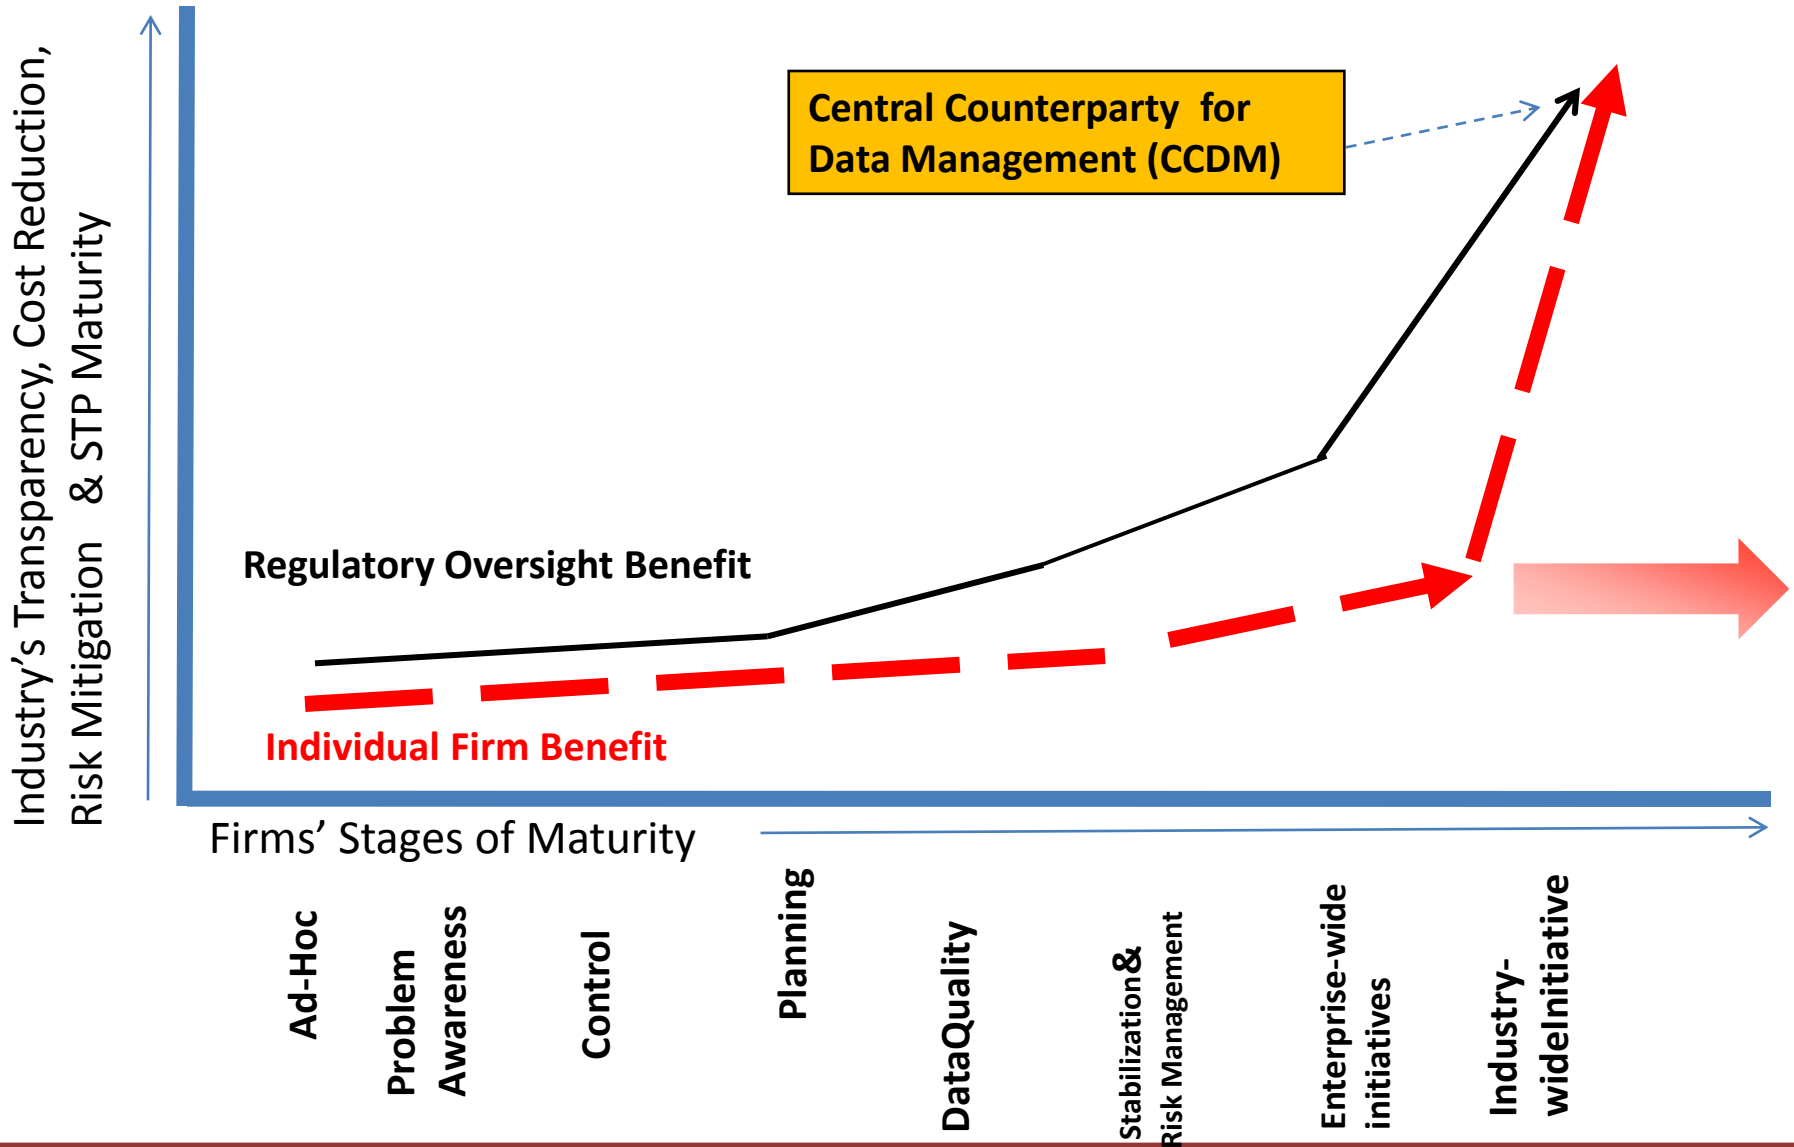 Industry's Transparency, Cost Reduction,
Risk Mitigation & STP Maturity
Central Counterparty for
Data Management (CCDM)
Regulatory Oversight Benefit
Individual Firm Benefit
Firms' Stages of Maturity
Ad-Hoc
Problem
Awareness
Control
Planning
DataQuality
Stabilization&
Risk Management
Enterprise-wide
initiatives
Industry-
wideInitiative